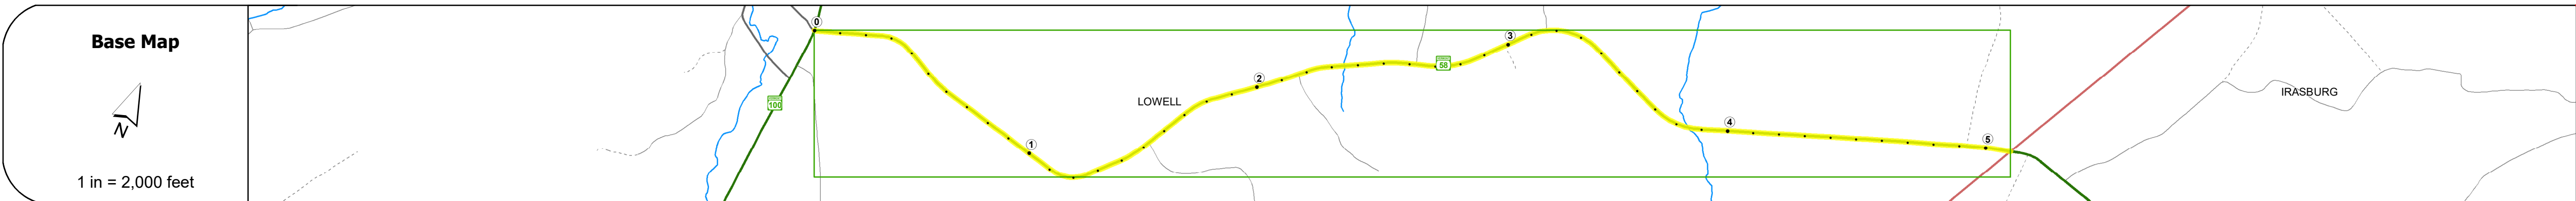 Base Map
N
1 in = 2,000 feet
0
100
1
LOWELL
2
58
3
4
5
IRASBURG